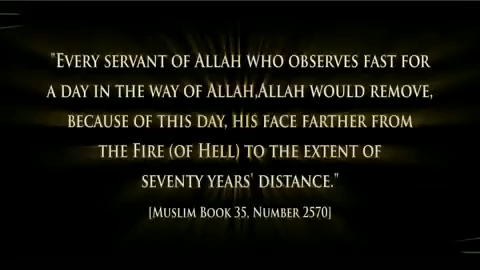 "Every servant of Allah who observes fast for
a day in the way of Allah,Allah would remove,
because of this day, his face farther from
the Fire (of Hell) to the extent of
seventy years' distance."
[Muslim Book 35, Number 2570]